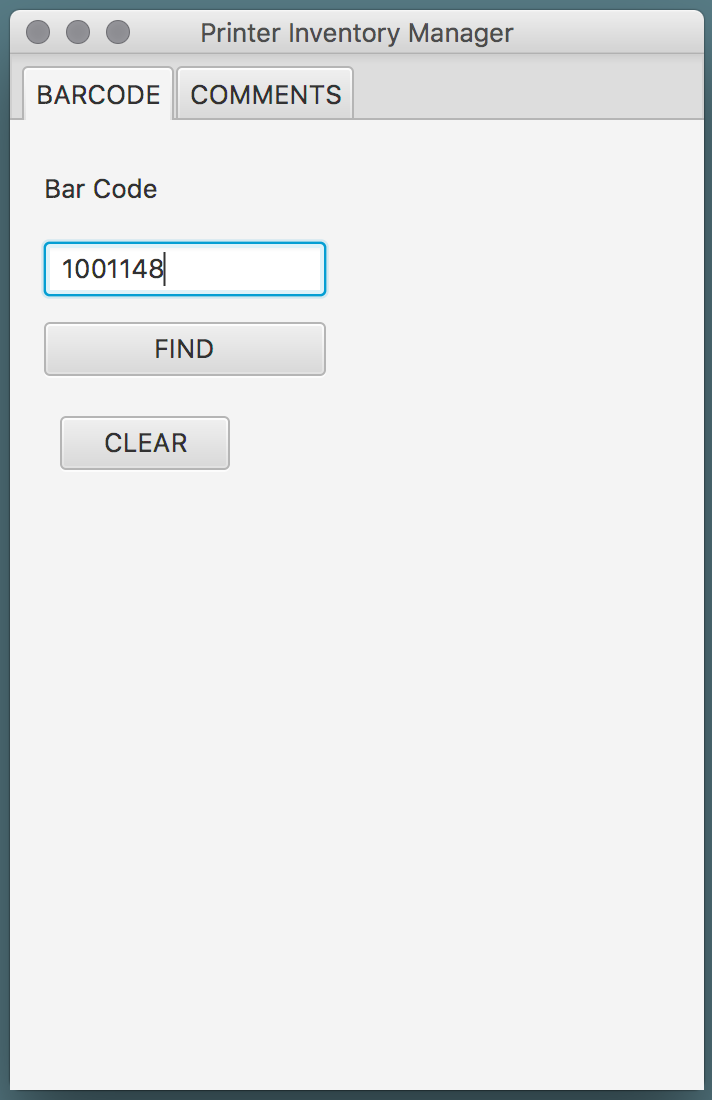 Printer Inventory Manager
BARCODE COMMENTS
Bar Code
1001148
FIND
CLEAR